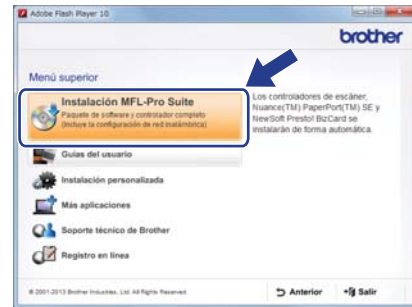 Adobe Flash Player 10
brother
Menú superior
Instalación MFL-Pro Suite
Paquete de software y controlador completo
(Incluye la configuración de red inalámbrica)
Los controladores de escáner,
Nuance(TM) PaperPort(TM) SE y
NewSoft Presto! BizCard se
instalarán de forma automática.
Guías del usuario
Instalación personalizada
Más aplicaciones
Soporte técnico de Brother
Registro en línea
© 2001-2013 Brother Industries, Ltd. All Rights Reserved.
Anterior
Salir